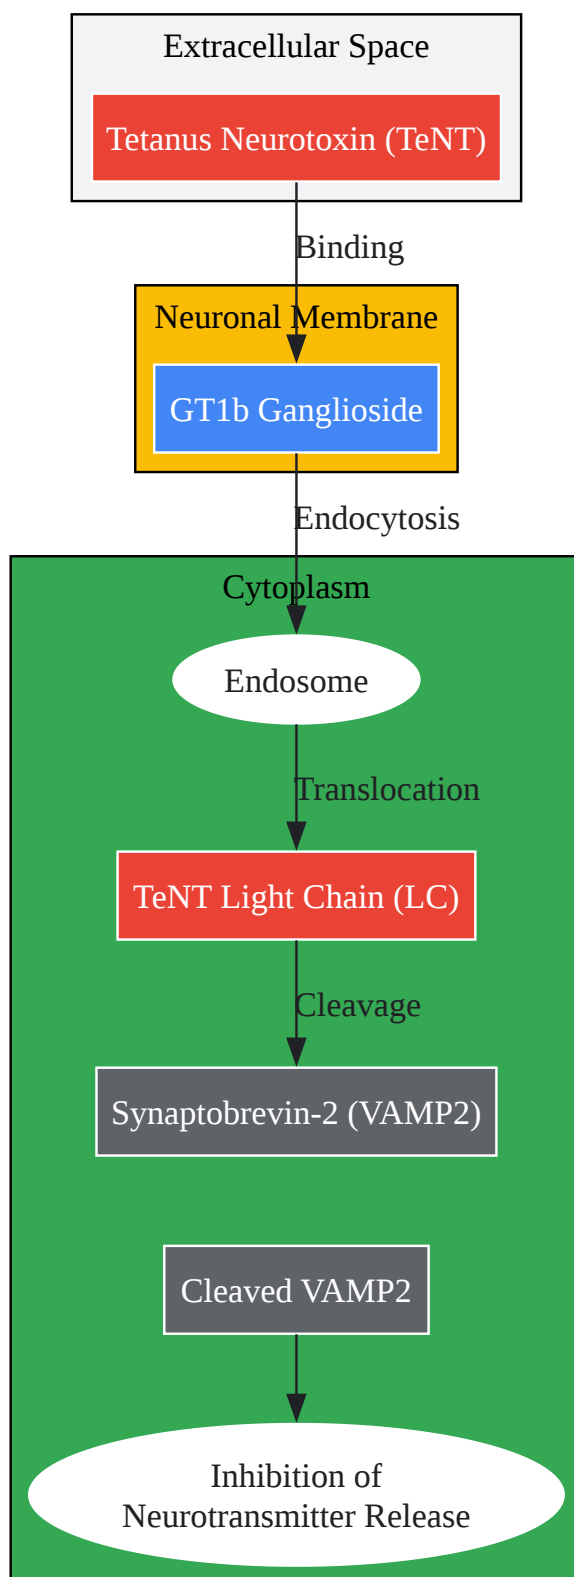 Extracellular Space
Tetanus Neurotoxin (TeNT)
Binding
Neuronal Membrane
GT1b Ganglioside
Endocytosis
Cytoplasm
Endosome
Translocation
TeNT Light Chain (LC)
Cleavage
Synaptobrevin-2 (VAMP2)
Cleaved VAMP2
Inhibition of
Neurotransmitter Release